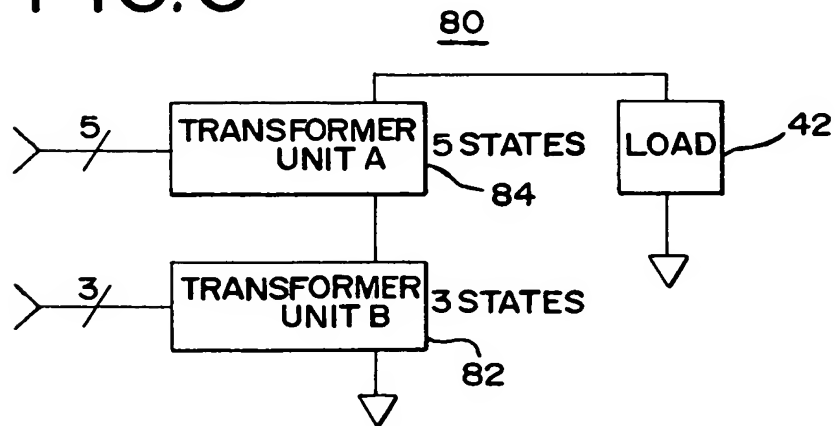 80
5
TRANSFORMER
UNIT A
5 STATES
84
LOAD
42
3
TRANSFORMER
UNIT B
3 STATES
82